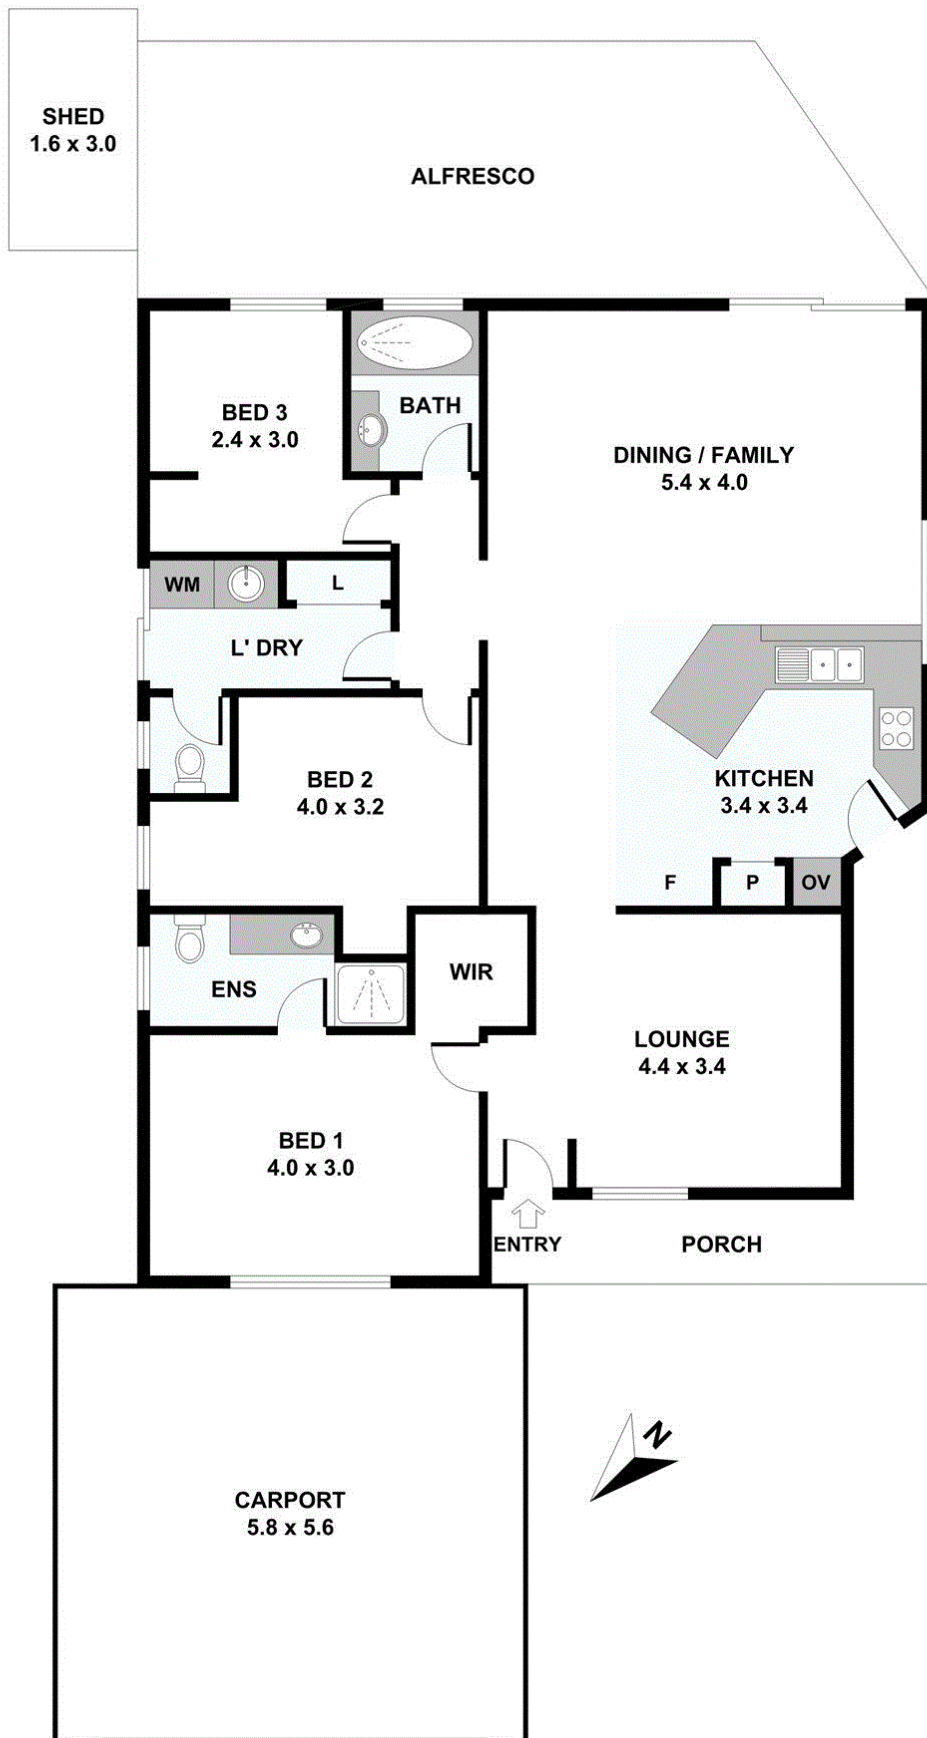 SHED
1.6 x 3.0
ALFRESCO
BED 3
2.4 x 3.0
BATH
DINING / FAMILY
5.4 x 4.0
WM
L
L' DRY
BED 2
4.0 x 3.2
KITCHEN
3.4 x 3.4
F
P
OV
ENS
WIR
LOUNGE
4.4 x 3.4
BED 1
4.0 x 3.0
ENTRY
PORCH
N
CARPORT
5.8 x 5.6